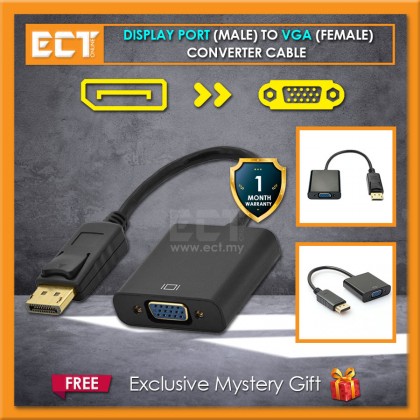 ECT
ONLINE
DISPLAY PORT (MALE) TO VGA (FEMALE)
CONVERTER CABLE
1
MONTH
WARRANTY
ECT
www.ect.my
FREE
Exclusive Mystery Gift